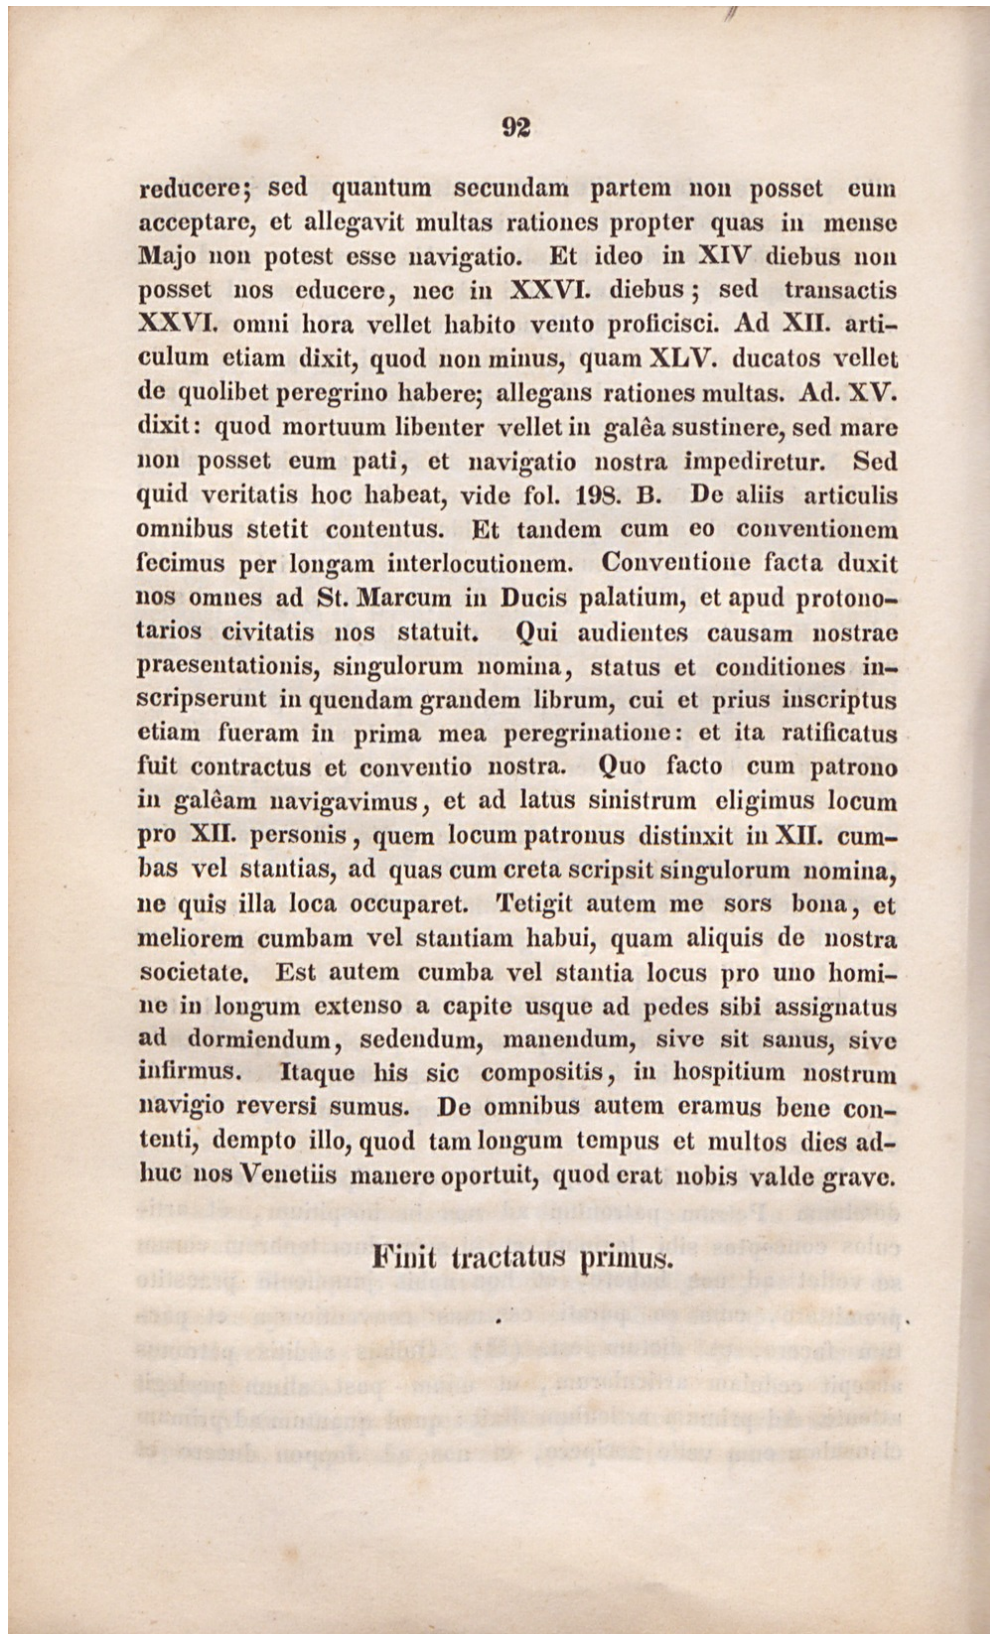 92
reducere; sed quantum secundam partem non posset eum
acceptare, et allegavit multas rationes propter quas in mense
Majo non potest esse navigatio. Et ideo in XIV diebus non
posset nos educere, nec in XXVI. diebus; sed transactis
XXVI. omni hora vellet habito vento proficisci. Ad XII. arti-
culum etiam dixit, quod non minus, quam XLV. ducatos vellet
de quolibet peregrino habere; allegans rationes multas. Ad. XV.
dixit: quod mortuum libenter vellet in galêa sustinere, sed mare
non posset eum pati, et navigatio nostra impediretur. Sed
quid veritatis hoc habeat, vide fol. 198. B. De aliis articulis
omnibus stetit contentus. Et tandem cum eo conventionem
fecimus per longam interlocutionem. Conventione facta duxit
nos omnes ad St. Marcum in Ducis palatium, et apud protono-
tarios civitatis nos statuit. Qui audientes causam nostrae
praesentationis, singulorum nomina, status et conditiones in-
scripserunt in quendam grandem librum, cui et prius inscriptus
etiam fueram in prima mea peregrinatione: et ita ratificatus
fuit contractus et conventio nostra. Quo facto cum patrono
in galêam navigavimus, et ad latus sinistrum eligimus locum
pro XII. personis, quem locum patronus distinxit in XII. cum-
bas vel stantias, ad quas cum creta scripsit singulorum nomina,
ne quis illa loca occuparet. Tetigit autem me sors bona, et
meliorem cumbam vel stantiam habui, quam aliquis de nostra
societate. Est autem cumba vel stantia locus pro uno homi-
ne in longum extenso a capite usque ad pedes sibi assignatus
ad dormiendum, sedendum, manendum, sive sit sanus, sive
infirmus. Itaque his sic compositis, in hospitium nostrum
navigio reversi sumus. De omnibus autem eramus bene con-
tenti, dempto illo, quod tam longum tempus et multos dies ad-
huc nos Venetiis manere oportuit, quod erat nobis valde grave.
Finit tractatus primus.